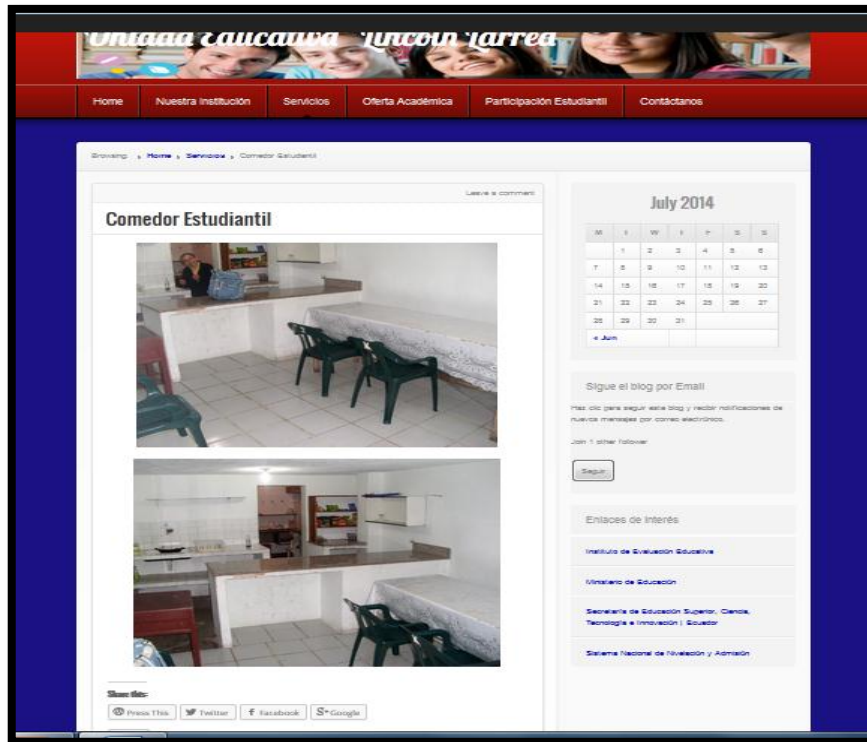 Unidad Educativa Lincoln Larrea
Home Nuestra Institución Servicios Oferta Académica Participación Estudiantil Contáctanos
Browsing: Home Servicios Comedor Estudiantil
Leave a comment
Comedor Estudiantil
Share this:
Press This Twitter Facebook Google
July 2014
M T W T F S S
1 2 3 4 5 6
7 8 9 10 11 12 13
14 15 16 17 18 19 20
21 22 23 24 25 26 27
28 29 30 31
« Jun
Sigue el blog por Email
Haz clic para seguir este blog y recibir notificaciones de
nuevos mensajes por correo electrónico.
Join 1 other follower
Seguir
Enlaces de Interés
Instituto de Evaluación Educativa
Ministerio de Educación
Secretaría de Educación Superior, Ciencia,
Tecnología e Innovación | Ecuador
Sistema Nacional de Nivelación y Admisión